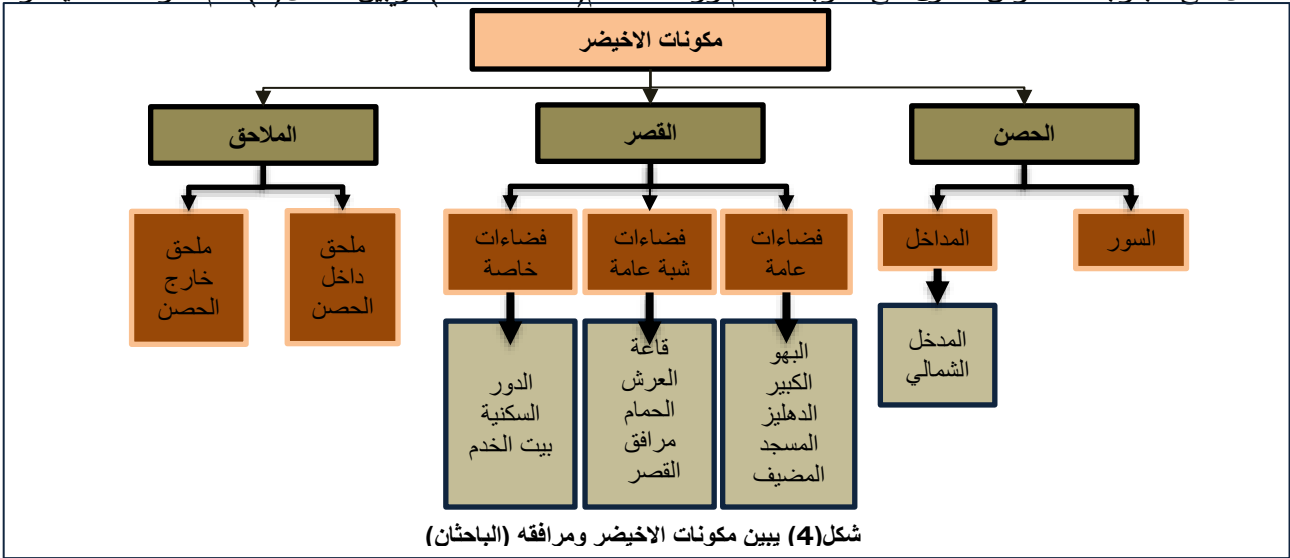 مكونات الاخيضر
الحصن
القصر
الملاحق
السور
المداخل
فضاءات
عامة
فضاءات
شبة عامة
فضاءات
خاصة
ملحق
داخل
الحصن
ملحق
خارج
الحصن
المدخل
الشمالي
البهو
الكبير
الدهليز
المسجد
المضيف
قاعة
العرش
الحمام
مرافق
القصر
الدور
السكنية
بيت الخدم
شكل(4) يبين مكونات الاخيضر ومرافقه (الباحثان)